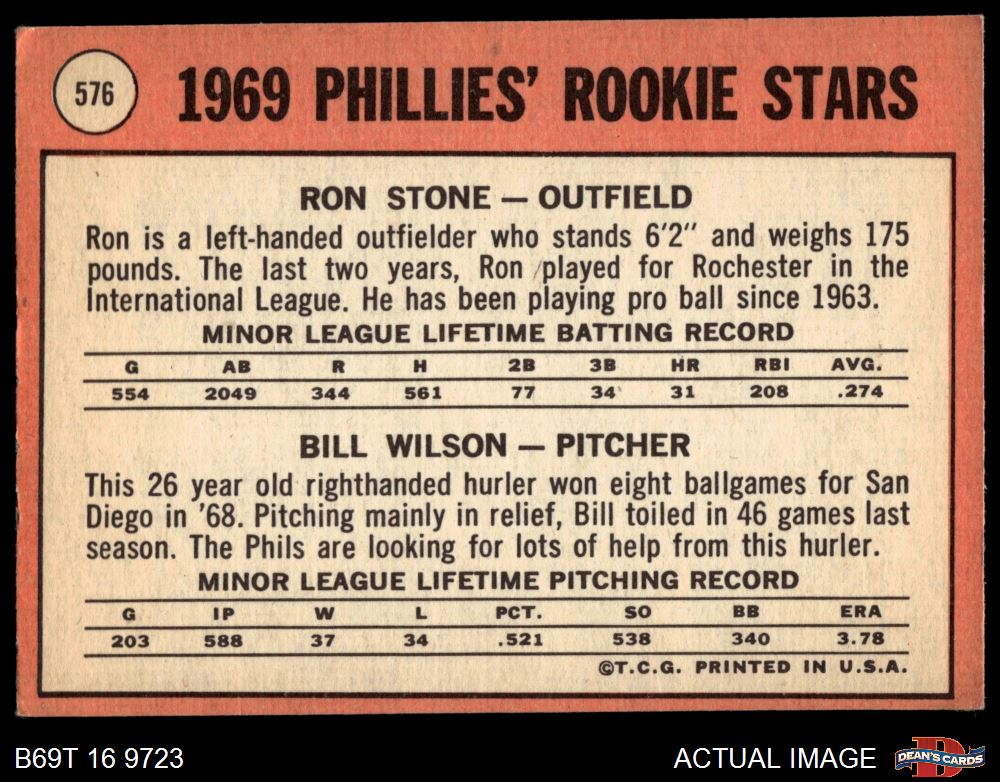 576
1969 PHILLIES' ROOKIE STARS
RON STONE — OUTFIELD
Ron is a left-handed outfielder who stands 6'2" and weighs 175
pounds. The last two years, Ron played for Rochester in the
International League. He has been playing pro ball since 1963.
MINOR LEAGUE LIFETIME BATTING RECORD
G AB R H 2B 3B HR RBI AVG.
554 2049 344 561 77 34 31 208 .274
BILL WILSON — PITCHER
This 26 year old righthanded hurler won eight ballgames for San
Diego in '68. Pitching mainly in relief, Bill toiled in 46 games last
season. The Phils are looking for lots of help from this hurler.
MINOR LEAGUE LIFETIME PITCHING RECORD
G IP W L PCT. SO BB ERA
203 588 37 34 .521 538 340 3.78
©T.C.G. PRINTED IN U.S.A.
B69T 16 9723
ACTUAL IMAGE
D
DEAN'S CARDS